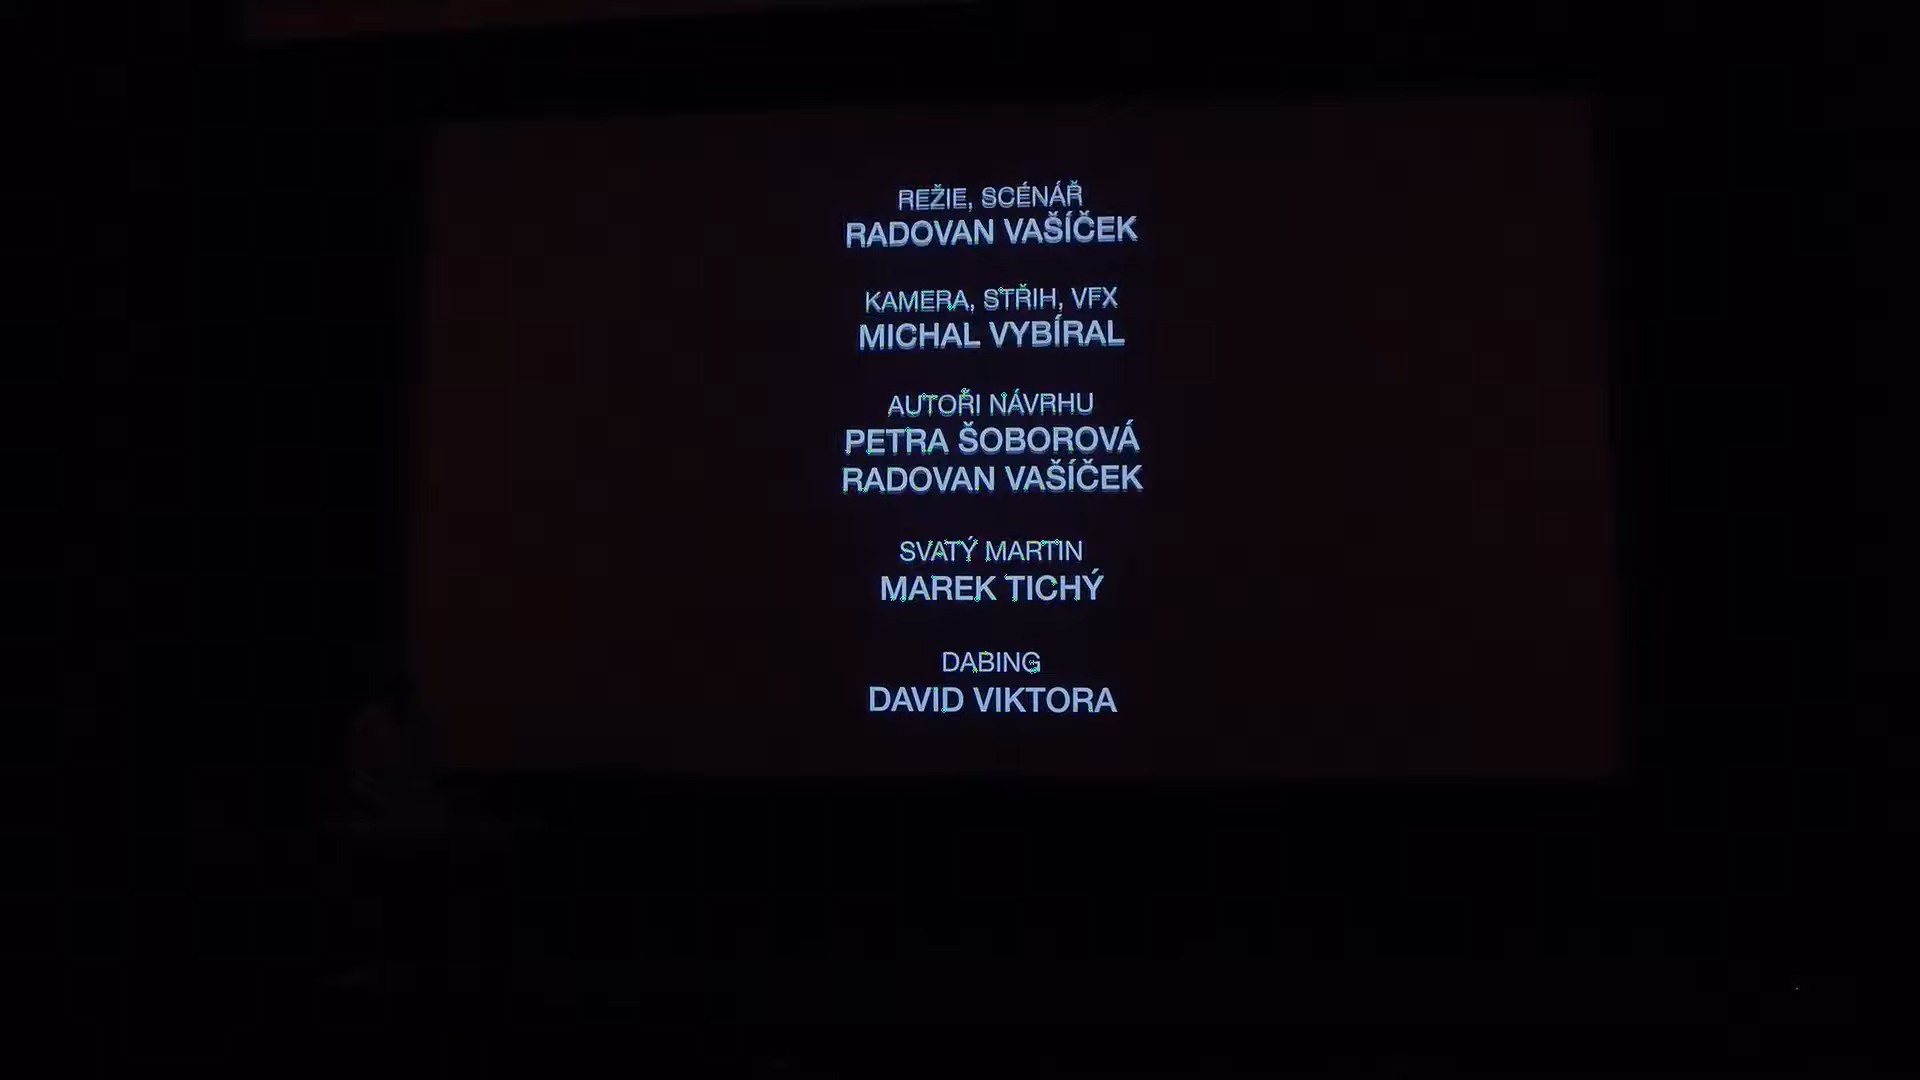 REŽIE, SCÉNÁŘ
RADOVAN VAŠÍČEK
KAMERA, STŘIH, VFX
MICHAL VYBÍRAL
AUTOŘI NÁVRHU
PETRA ŠOBOROVÁ
RADOVAN VAŠÍČEK
SVATÝ MARTIN
MAREK TICHÝ
DABING
DAVID VIKTORA